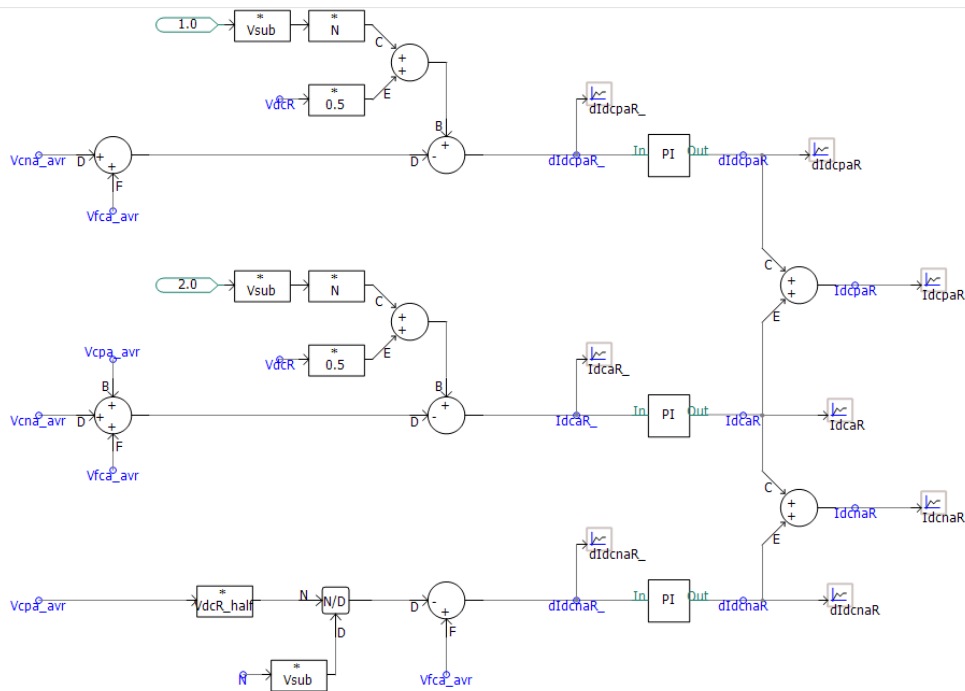 1.0
*
Vsub
*
N
C
+
+
E
*
0.5
VdcR
B
dIdcpaR_
Vcna_avr
D
+
+
F
Vfca_avr
D
+
-
dIdcpaR_
In
PI
Out
dIdcpaR
dIdcpaR
C
+
+
E
IdcpaR
IdcpaR
2.0
*
Vsub
*
N
C
+
+
E
*
0.5
VdcR
B
IdcaR_
Vcpa_avr
B
Vcna_avr
D
+
+
+
F
Vfca_avr
D
+
-
IdcaR_
In
PI
Out
IdcaR
IdcaR
C
+
+
E
IdcnaR
IdcnaR
dIdcnaR_
Vcpa_avr
*
VdcR_half
N
N/D
D
D
-
+
F
N
*
Vsub
Vfca_avr
dIdcnaR_
In
PI
Out
dIdcnaR
dIdcnaR